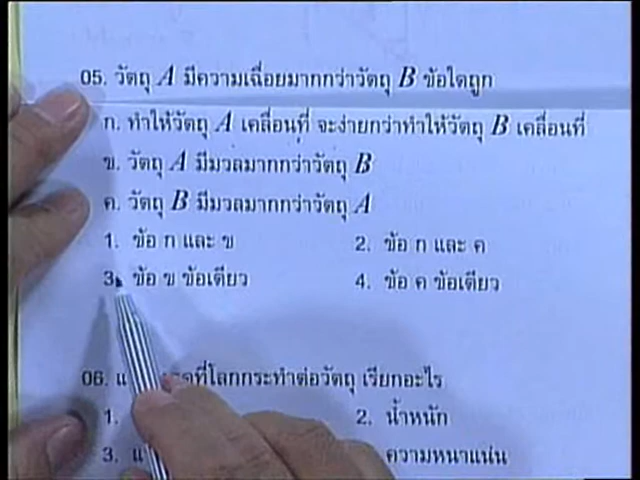 05. วัตถุ A มีความเฉื่อยมากกว่าวัตถุ B ข้อใดถูก
ก. ทำให้วัตถุ A เคลื่อนที่ จะง่ายกว่าทำให้วัตถุ B เคลื่อนที่
ข. วัตถุ A มีมวลมากกว่าวัตถุ B
ค. วัตถุ B มีมวลมากกว่าวัตถุ A
1. ข้อ ก และ ข 2. ข้อ ก และ ค
3. ข้อ ข ข้อเดียว 4. ข้อ ค ข้อเดียว
06. ที่โลกกระทำต่อวัตถุ เรียกอะไร
1. 2. น้ำหนัก
3. ความหนาแน่น